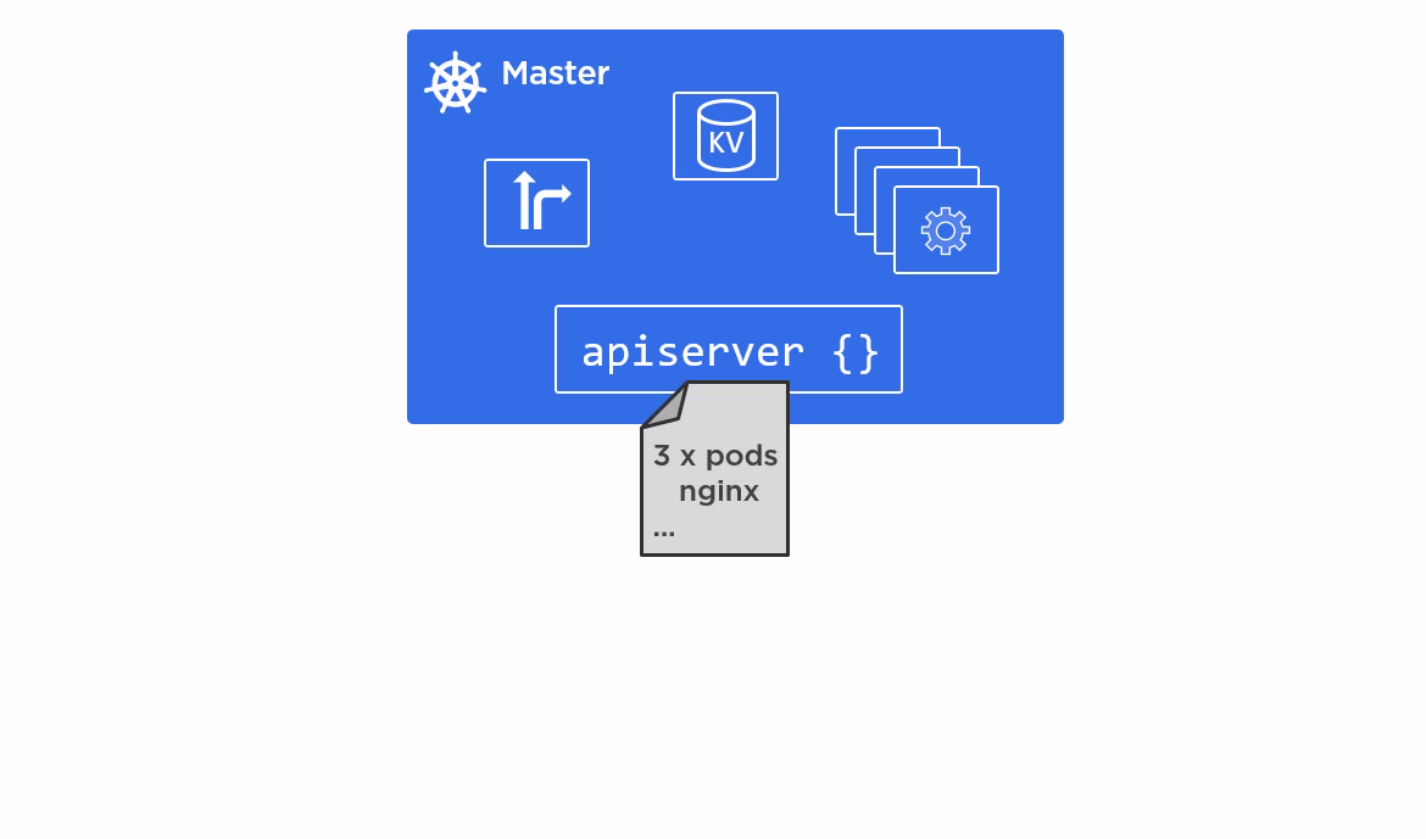 Master
KV
apiserver {}
3 x pods
nginx
...